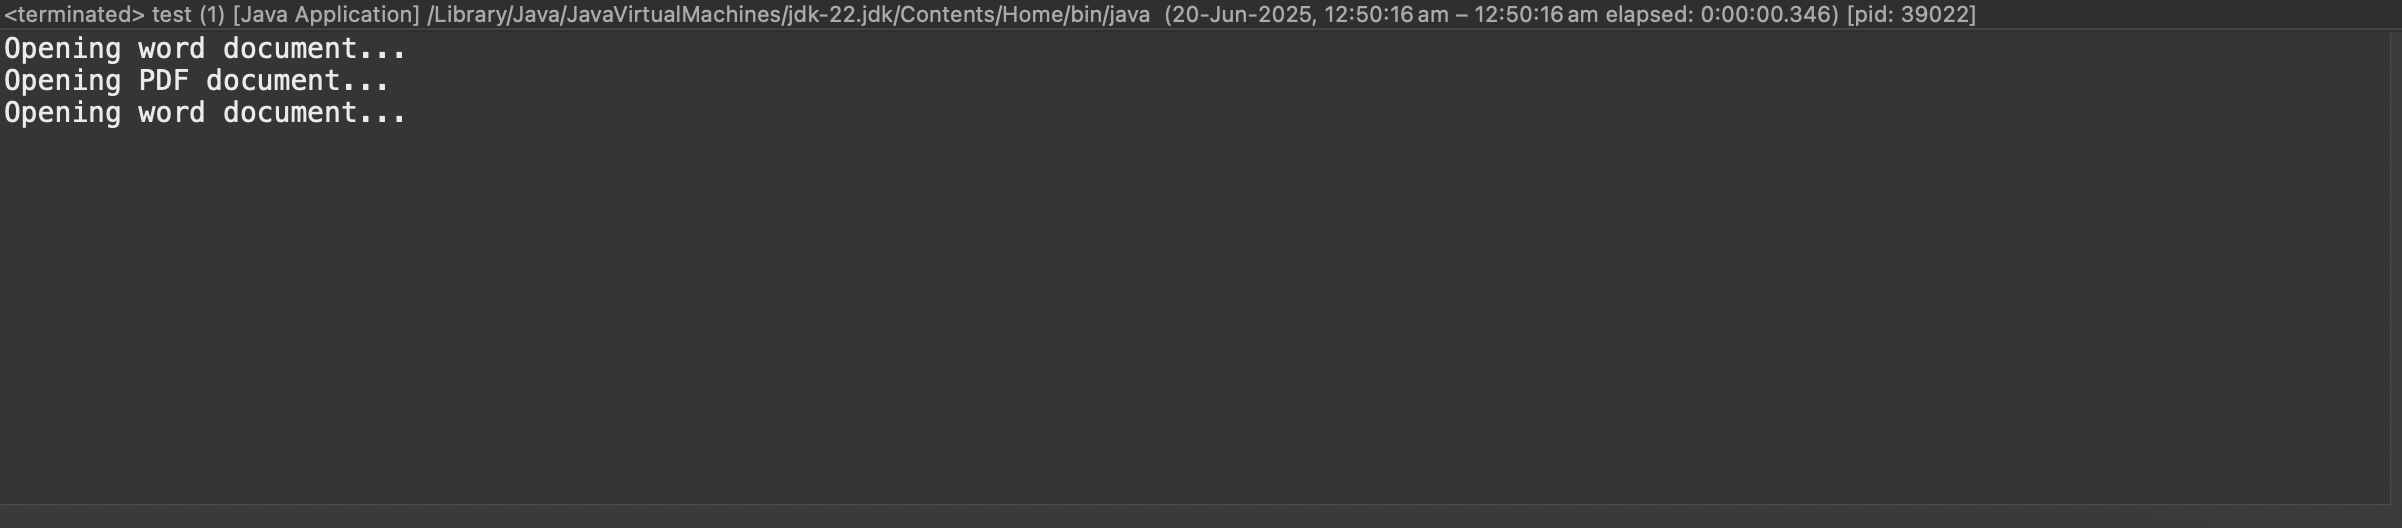 <terminated> test (1) [Java Application] /Library/Java/JavaVirtualMachines/jdk-22.jdk/Contents/Home/bin/java (20-Jun-2025, 12:50:16 am – 12:50:16 am elapsed: 0:00:00.346) [pid: 39022]
Opening word document...
Opening PDF document...
Opening word document...